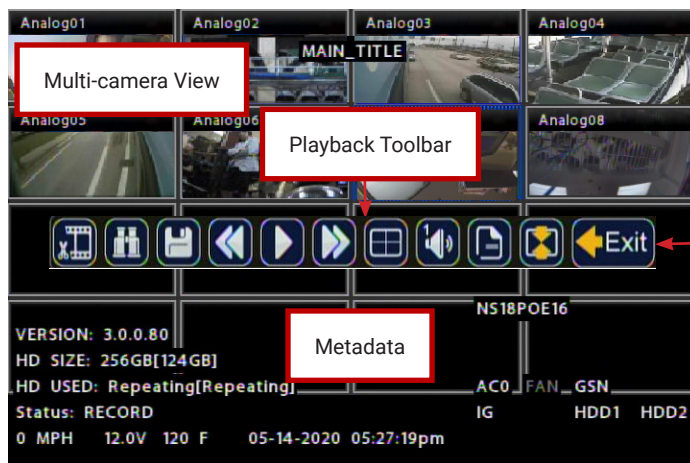 Analog01 Analog02 Analog03 Analog04
MAIN_TITLE
Multi-camera View
Analog05 Analog06 Analog08
Playback Toolbar
1
Exit
NS18POE16
VERSION: 3.0.0.80
Metadata
HD SIZE: 256GB[124GB]
HD USED: Repeating[Repeating] AC0 FAN GSN
Status: RECORD IG HDD1 HDD2
0 MPH 12.0V 120 F 05-14-2020 05:27:19pm